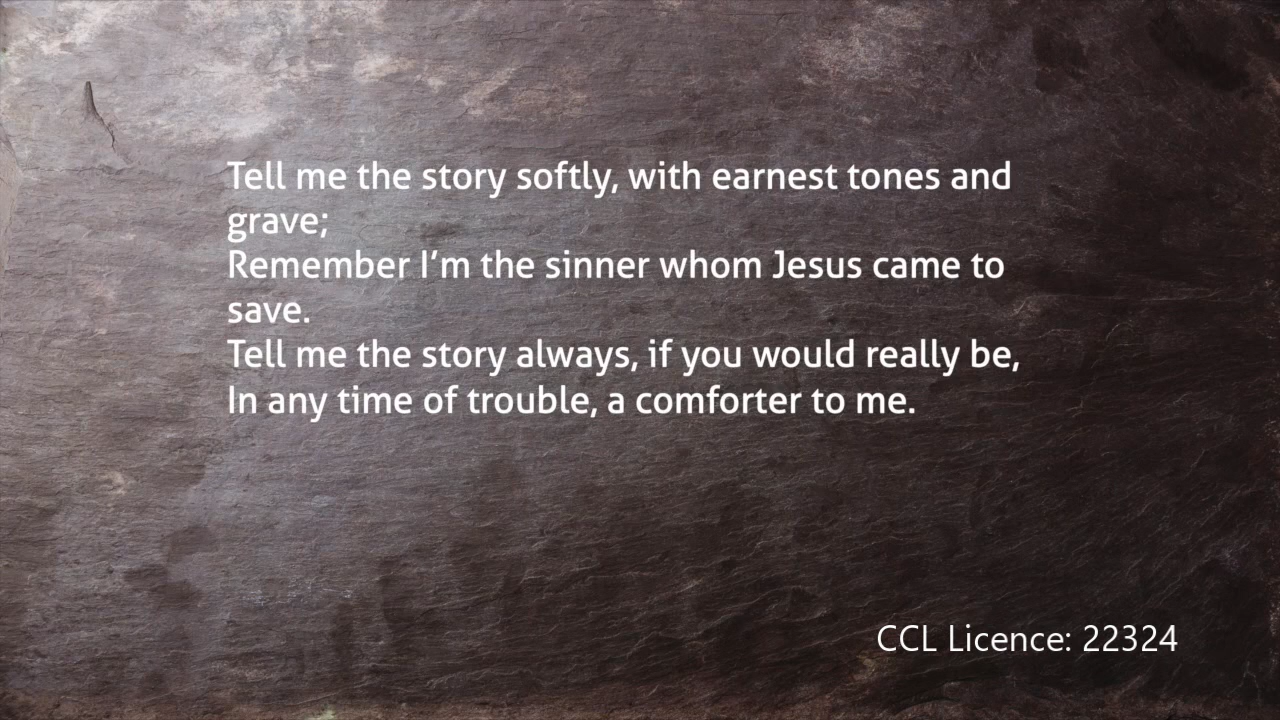 Tell me the story softly, with earnest tones and
grave;
Remember I’m the sinner whom Jesus came to
save.
Tell me the story always, if you would really be,
In any time of trouble, a comforter to me.
CCL Licence: 22324